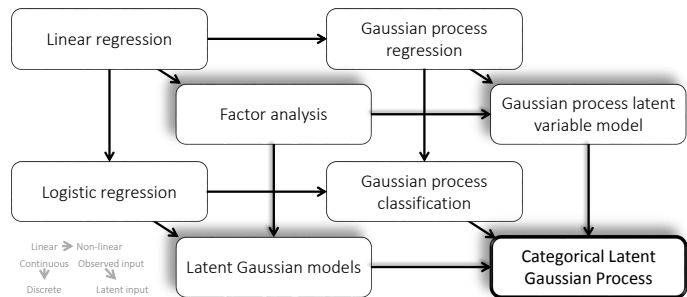 Linear regression
Gaussian process
regression
Factor analysis
Gaussian process latent
variable model
Logistic regression
Gaussian process
classification
Latent Gaussian models
Categorical Latent
Gaussian Process
Linear Non-linear
Continuous Observed input
Discrete Latent input